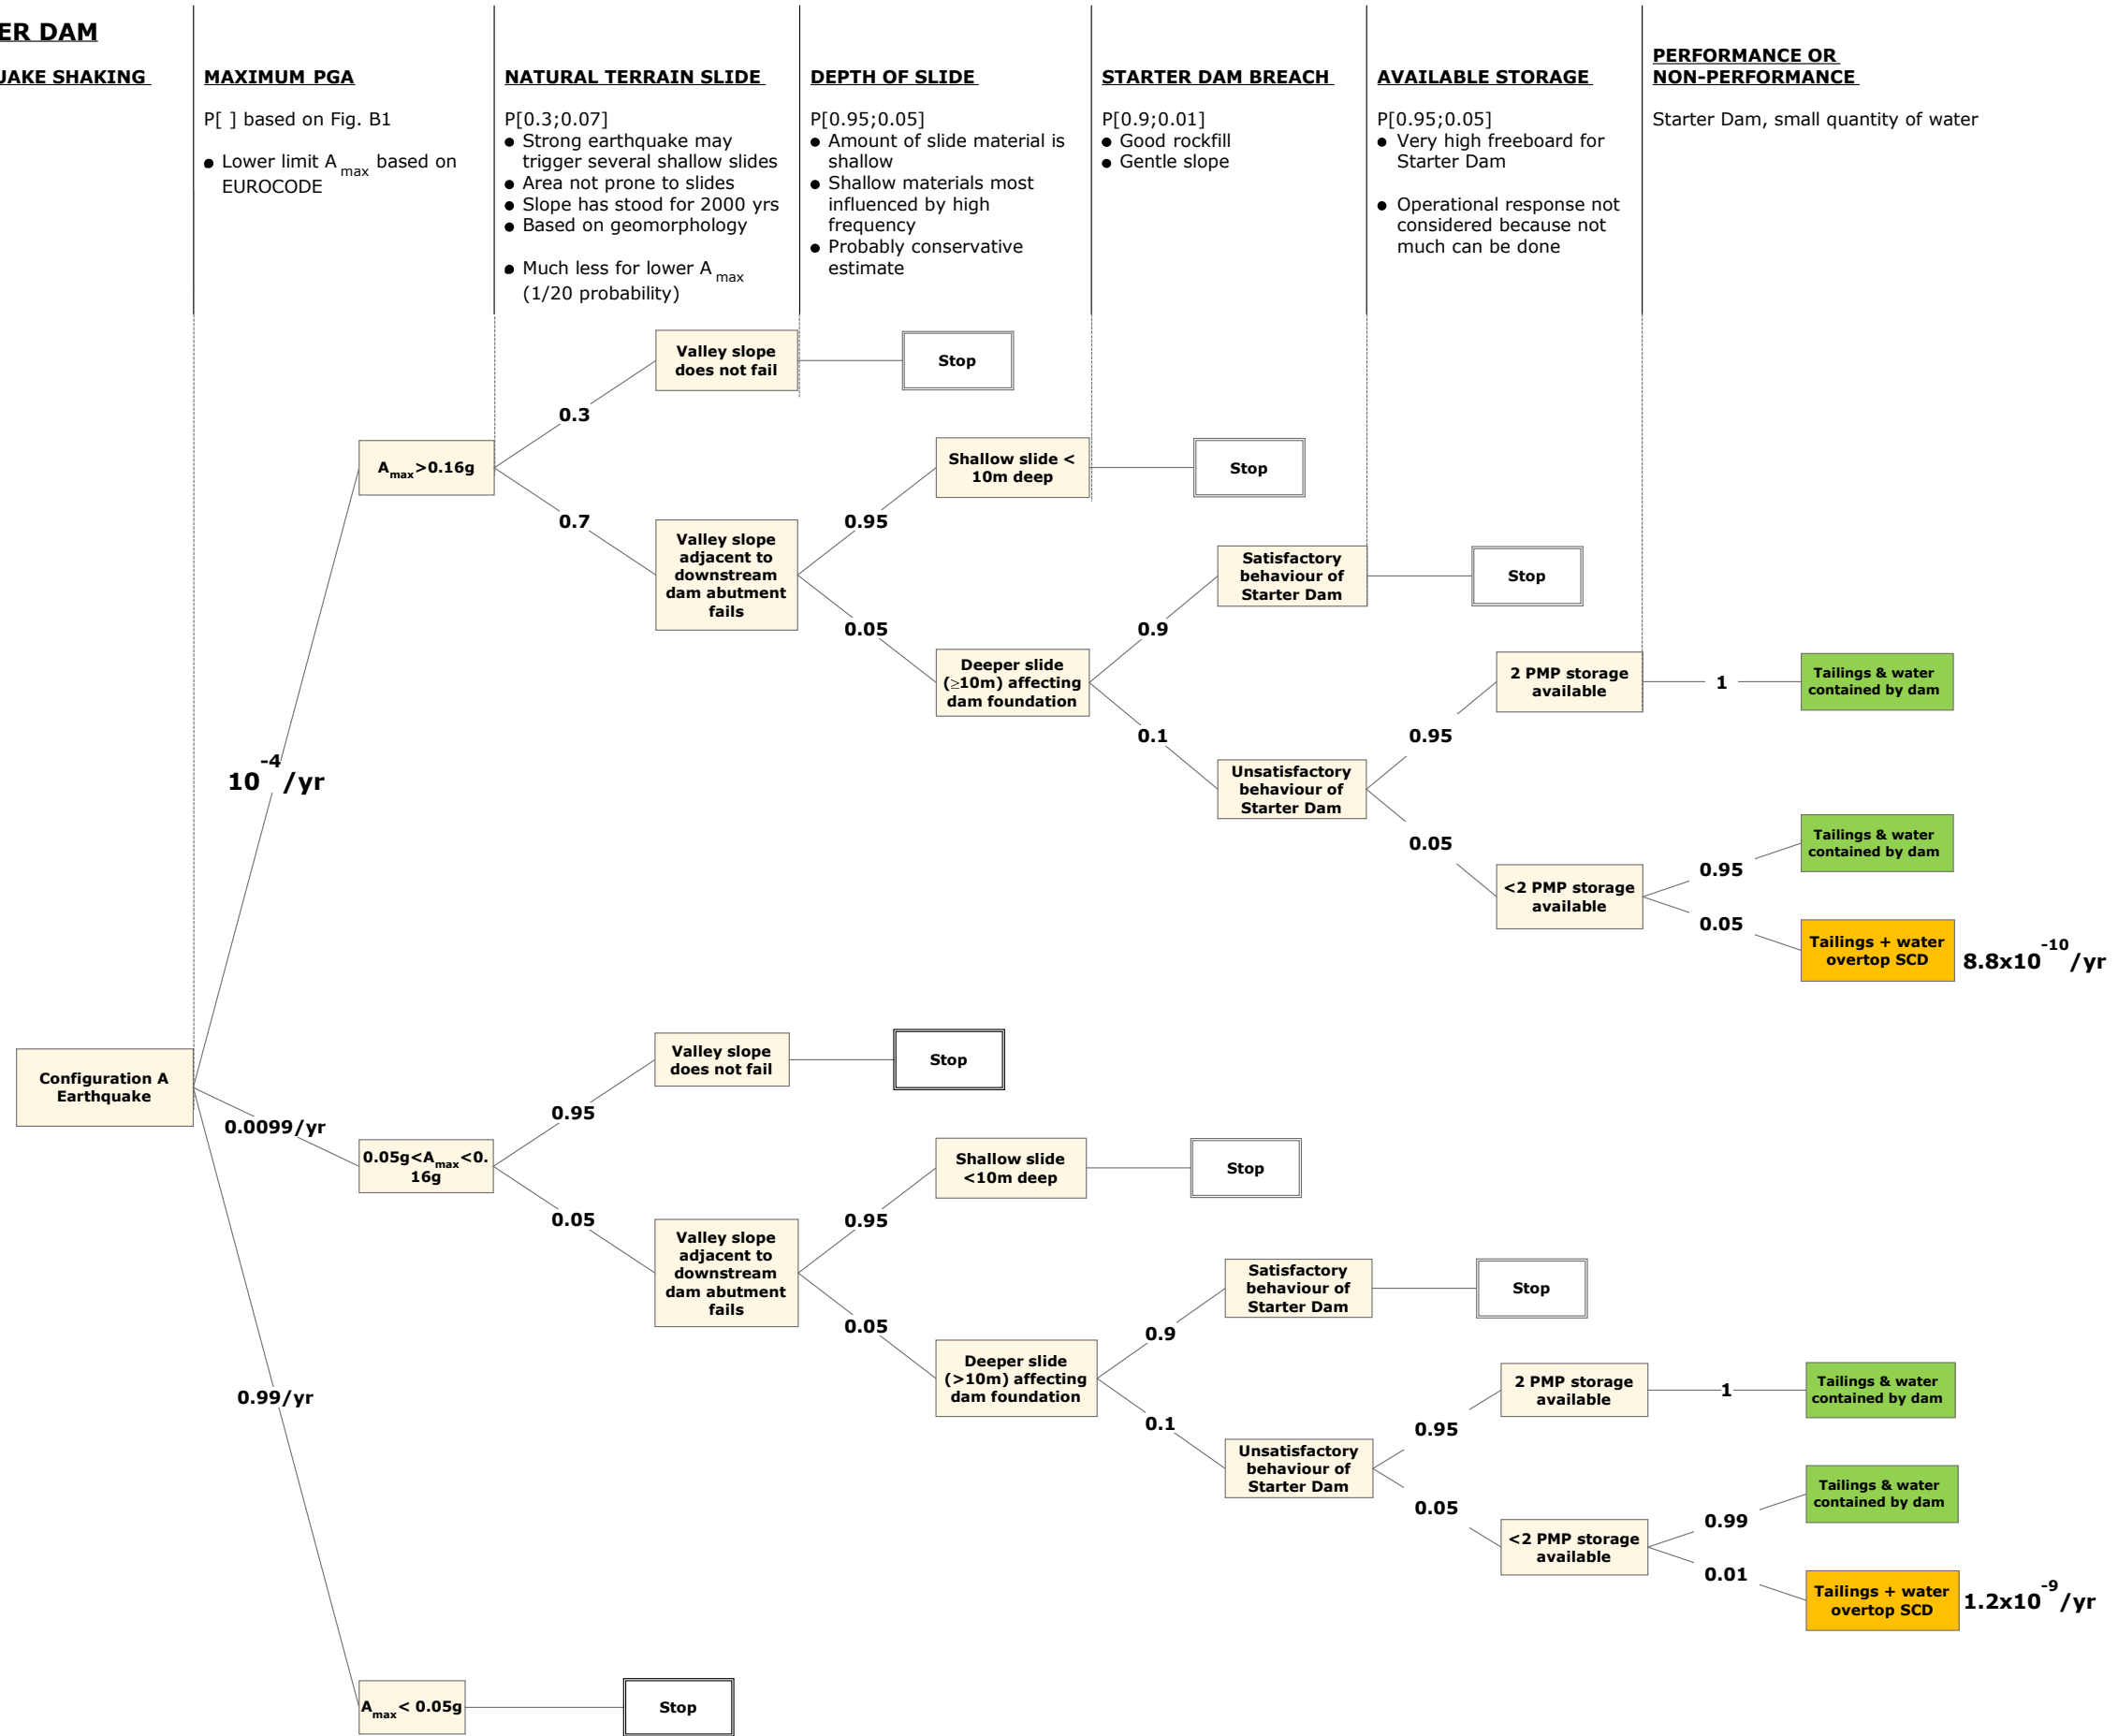 ER DAM
UAKE SHAKING
MAXIMUM PGA
P[ ] based on Fig. B1
● Lower limit A max based on
EUROCODE
NATURAL TERRAIN SLIDE
P[0.3;0.07]
● Strong earthquake may
trigger several shallow slides
● Area not prone to slides
● Slope has stood for 2000 yrs
● Based on geomorphology
● Much less for lower A max
(1/20 probability)
DEPTH OF SLIDE
P[0.95;0.05]
● Amount of slide material is
shallow
● Shallow materials most
influenced by high
frequency
● Probably conservative
estimate
STARTER DAM BREACH
P[0.9;0.01]
● Good rockfill
● Gentle slope
AVAILABLE STORAGE
P[0.95;0.05]
● Very high freeboard for
Starter Dam
● Operational response not
considered because not
much can be done
PERFORMANCE OR
NON-PERFORMANCE
Starter Dam, small quantity of water
Valley slope
does not fail
Stop
0.3
Amax>0.16g
Shallow slide <
10m deep
Stop
0.7
0.95
Valley slope
adjacent to
downstream
dam abutment
fails
Satisfactory
behaviour of
Starter Dam
Stop
0.05
0.9
Deeper slide
(≥10m) affecting
dam foundation
2 PMP storage
available
1
Tailings & water
contained by dam
0.1
0.95
10-4/yr
Unsatisfactory
behaviour of
Starter Dam
Tailings & water
contained by dam
0.05
0.95
<2 PMP storage
available
0.05
Tailings + water
overtop SCD
8.8x10-10/yr
Configuration A
Earthquake
Valley slope
does not fail
Stop
0.95
0.0099/yr
0.05g<Amax<0.
16g
Shallow slide
<10m deep
Stop
0.05
0.95
Valley slope
adjacent to
downstream
dam abutment
fails
Satisfactory
behaviour of
Starter Dam
Stop
0.05
0.9
Deeper slide
(>10m) affecting
dam foundation
2 PMP storage
available
1
Tailings & water
contained by dam
0.99/yr
0.1
0.95
Unsatisfactory
behaviour of
Starter Dam
Tailings & water
contained by dam
0.05
0.99
<2 PMP storage
available
0.01
Tailings + water
overtop SCD
1.2x10-9/yr
Amax< 0.05g
Stop